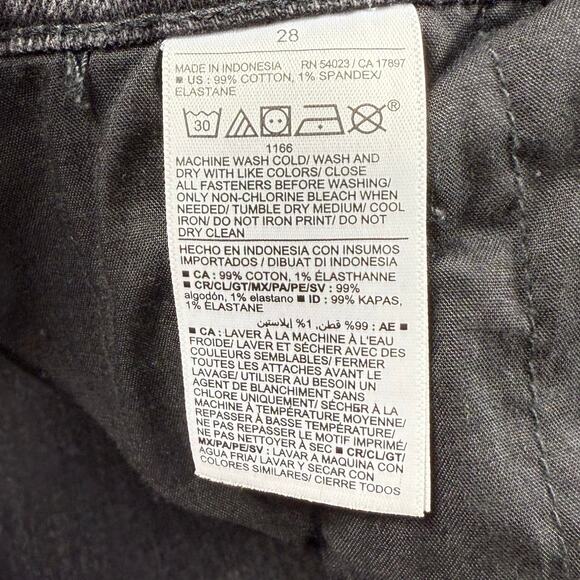 28
MADE IN INDONESIA RN 54023 / CA 17897
■ US : 99% COTTON, 1% SPANDEX/
ELASTANE
30 ®
1166
MACHINE WASH COLD/ WASH AND
DRY WITH LIKE COLORS/ CLOSE
ALL FASTENERS BEFORE WASHING/
ONLY NON-CHLORINE BLEACH WHEN
NEEDED/ TUMBLE DRY MEDIUM/ COOL
IRON/ DO NOT IRON PRINT/ DO NOT
DRY CLEAN
HECHO EN INDONESIA CON INSUMOS
IMPORTADOS / DIBUAT DI INDONESIA
■ CA : 99% COTON, 1% ÉLASTHANNE
■ CR/CL/GT/MX/PA/PE/SV : 99%
algodón, 1% elastano ■ ID : 99% KAPAS,
1% ELASTANE
■ AE : 99% قطن, 1% إيلاستين
■ CA : LAVER À LA MACHINE À L'EAU
FROIDE/ LAVER ET SÉCHER AVEC DES
COULEURS SEMBLABLES/ FERMER
TOUTES LES ATTACHES AVANT LE
LAVAGE/ UTILISER AU BESOIN UN
AGENT DE BLANCHIMENT SANS
CHLORE UNIQUEMENT/ SÉCHER À LA
MACHINE À TEMPÉRATURE MOYENNE/
REPASSER À BASSE TEMPÉRATURE/
NE PAS REPASSER LE MOTIF IMPRIMÉ/
NE PAS NETTOYER À SEC ■ CR/CL/GT/
MX/PA/PE/SV : LAVAR A MAQUINA CON
AGUA FRIA/ LAVAR Y SECAR CON
COLORES SIMILARES/ CIERRE TODOS